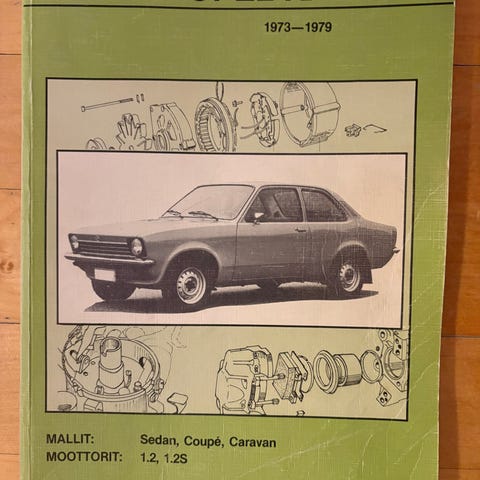 1973—1979
MALLIT: Sedan, Coupé, Caravan
MOOTTORIT: 1.2, 1.2S